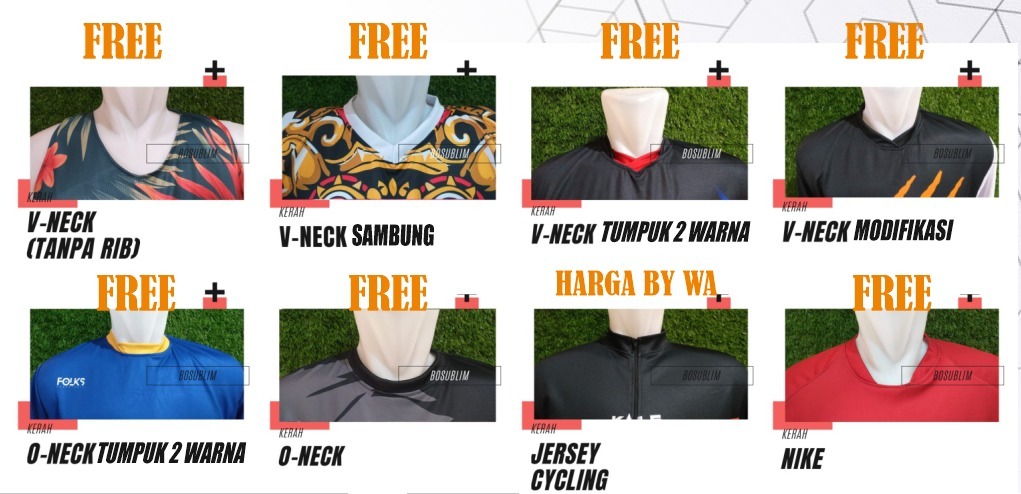 FREE
FREE
FREE
FREE
BOSUBLIM
BOSUBLIM
BOSUBLIM
BOSUBLIM
KERAH
V-NECK
(TANPA RIB)
KERAH
V-NECK SAMBUNG
KERAH
V-NECK TUMPUK 2 WARNA
KERAH
V-NECK MODIFIKASI
FREE
FREE
HARGA BY WA
FREE
FOLKS
BOSUBLIM
BOSUBLIM
BOSUBLIM
BOSUBLIM
KERAH
O-NECK TUMPUK 2 WARNA
KERAH
O-NECK
KERAH
JERSEY
CYCLING
KERAH
NIKE